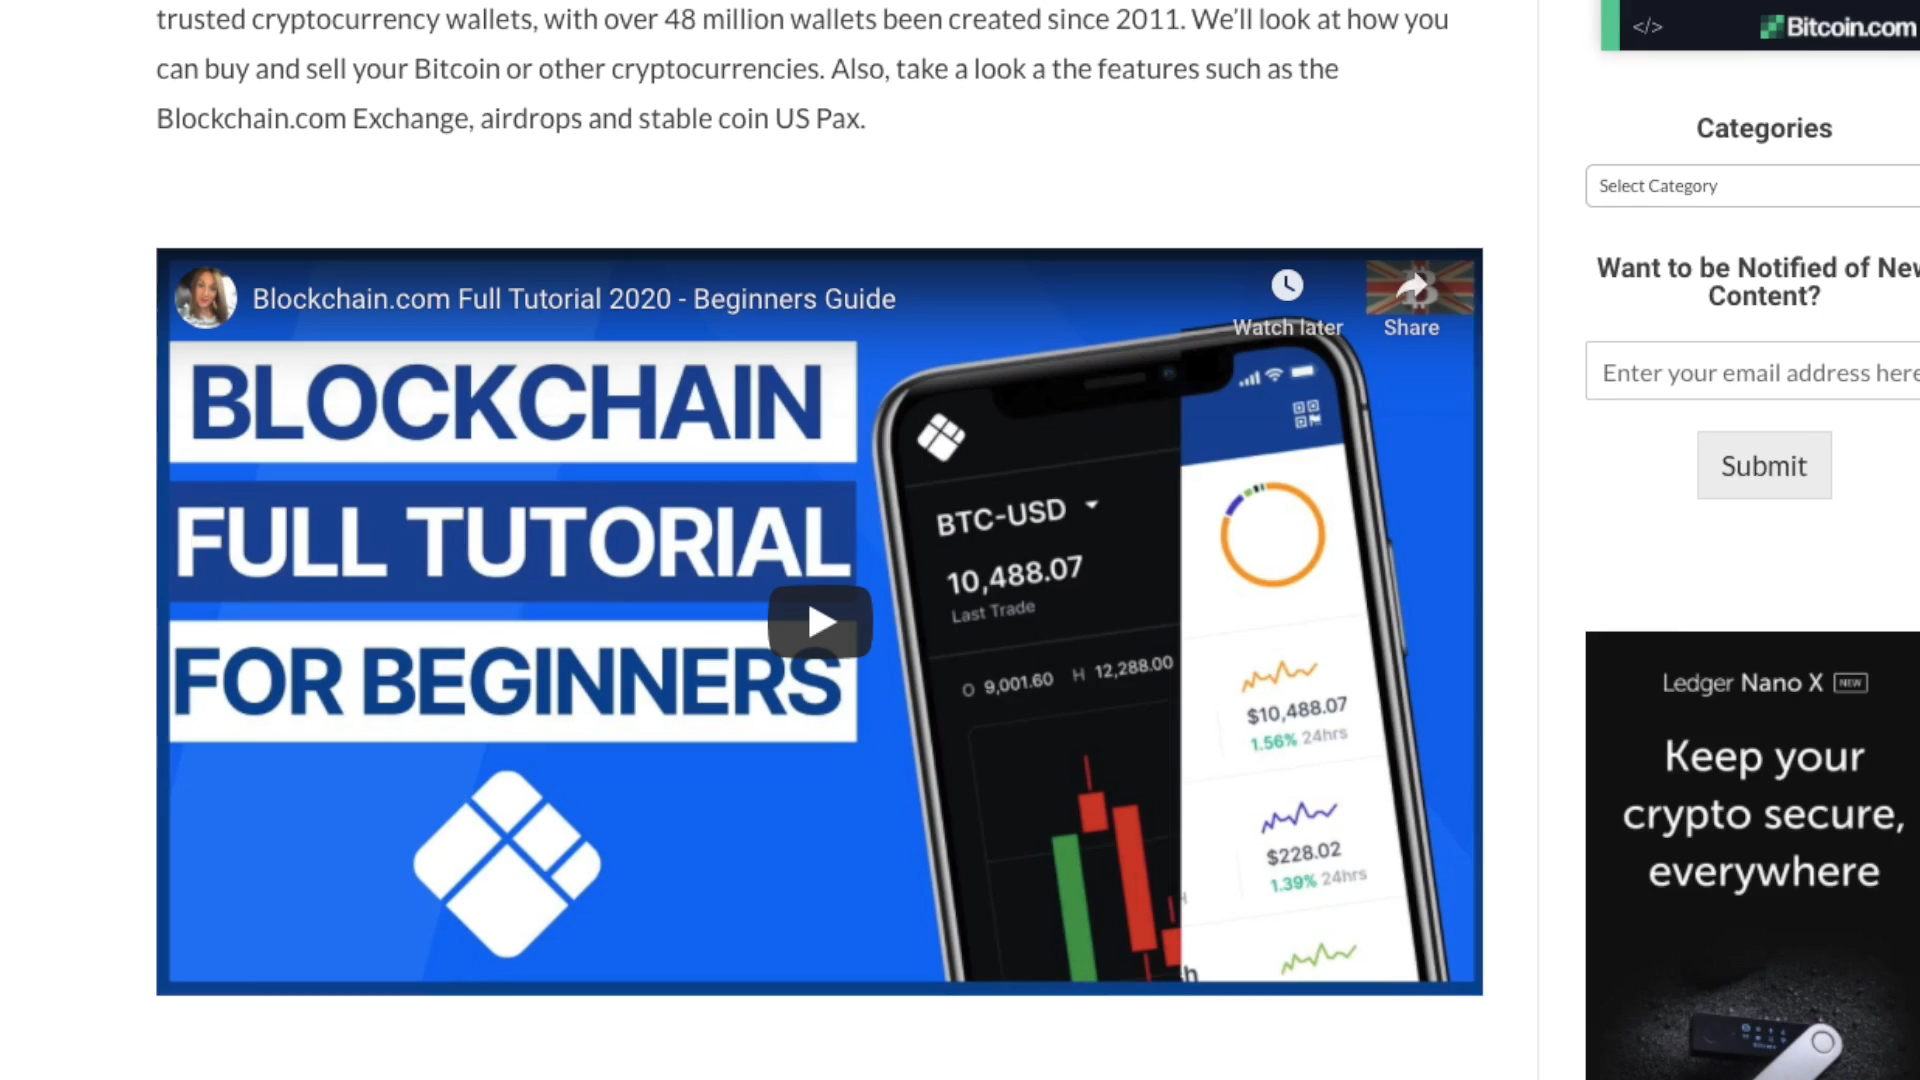 trusted cryptocurrency wallets, with over 48 million wallets been created since 2011. We'll look at how you
can buy and sell your Bitcoin or other cryptocurrencies. Also, take a look a the features such as the
Blockchain.com Exchange, airdrops and stable coin US Pax.
Blockchain.com Full Tutorial 2020 - Beginners Guide
Watch later
Share
BLOCKCHAIN
FULL TUTORIAL
FOR BEGINNERS
BTC-USD
10,488.07
Last Trade
O 9,001.60 H 12,288.00
$10,488.07
1.56% 24hrs
$228.02
1.39% 24hrs
</> Bitcoin.com
Categories
Select Category
Want to be Notified of New
Content?
Enter your email address here
Submit
Ledger Nano X NEW
Keep your
crypto secure,
everywhere